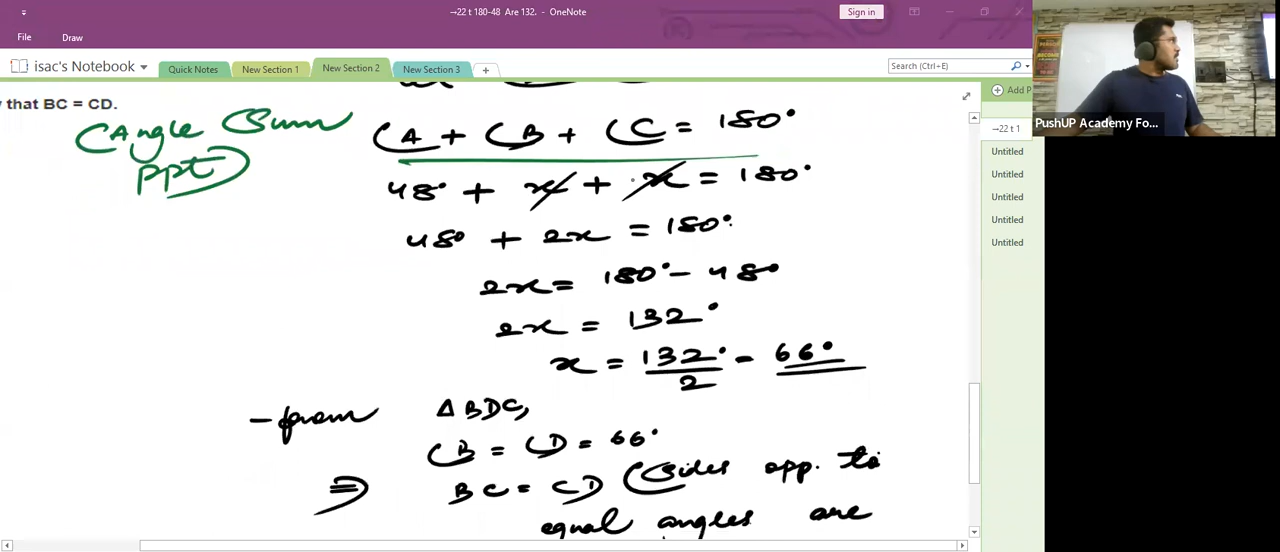 →22 t 180-48 Are 132. - OneNote
Sign in
File Draw
isac's Notebook
Quick Notes
New Section 1
New Section 2
New Section 3
Search (Ctrl+E)
Add P
→22 t 1
Untitled
Untitled
Untitled
Untitled
Untitled
PushUP Academy Fo...
y that BC = CD.
(Angle Sum
PPt)
∠A + ∠B + ∠C = 180°
48° + x + x = 180°
48° + 2x = 180°
2x = 180° - 48°
2x = 132°
x = 132°/2 = 66°
from △BDC,
∠B = ∠D = 66°
⇒ BC = CD (Sides opp. to
equal angles are